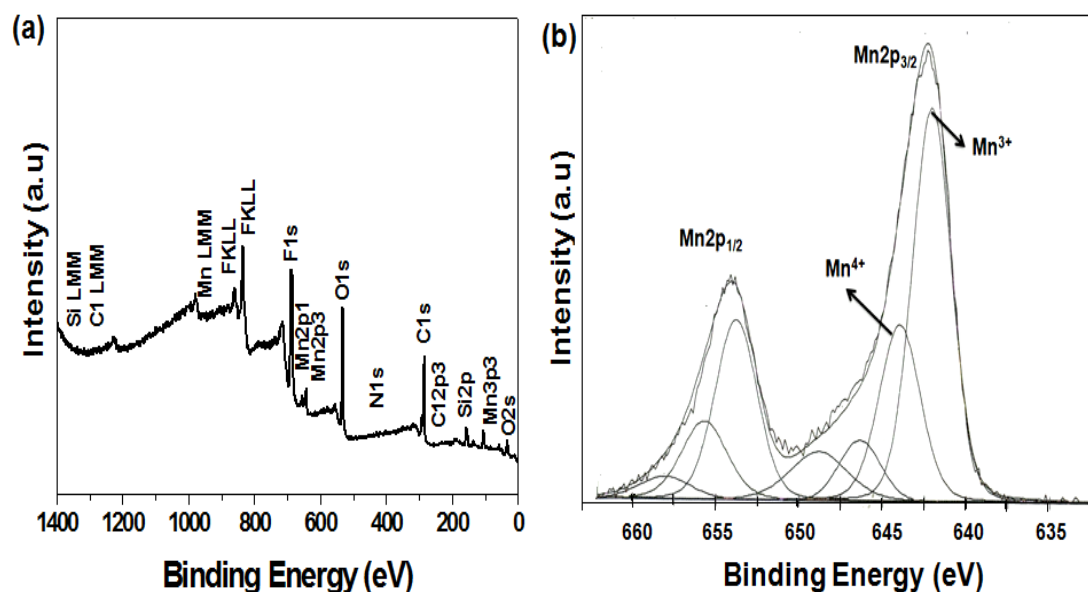 (a)
Intensity (a.u)
Si LMM
C1 LMM
Mn LMM
FKLL
FKLL
F1s
Mn2p1
Mn2p3
O1s
N1s
C1s
C12p3
Si2p
Mn3p3
O2s
1400 1200 1000 800 600 400 200 0
Binding Energy (eV)
(b)
Intensity (a.u)
Mn2p3/2
Mn3+
Mn2p1/2
Mn4+
660 655 650 645 640 635
Binding Energy (eV)